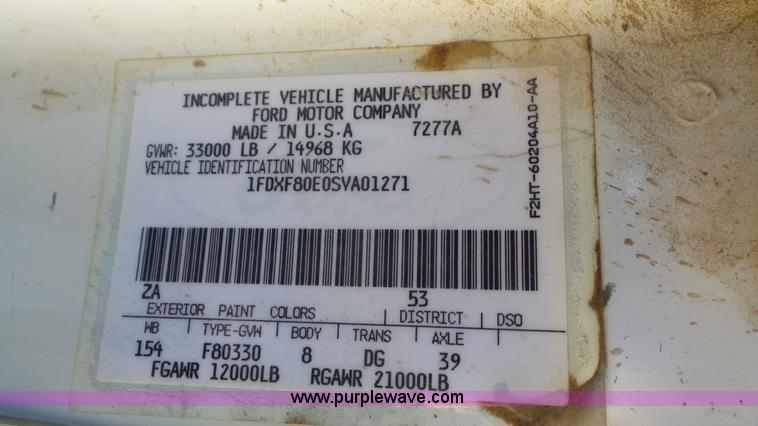 INCOMPLETE VEHICLE MANUFACTURED BY
FORD MOTOR COMPANY
MADE IN U.S.A 7277A
GVWR: 33000 LB / 14968 KG
VEHICLE IDENTIFICATION NUMBER
1FDXF80E0SVA01271
F2HT-60204A10-AA
ZA 53
EXTERIOR PAINT COLORS DISTRICT DSO
WB TYPE-GVW BODY TRANS AXLE
154 F80330 8 DG 39
FGAWR 12000LB RGAWR 21000LB
www.purplewave.com